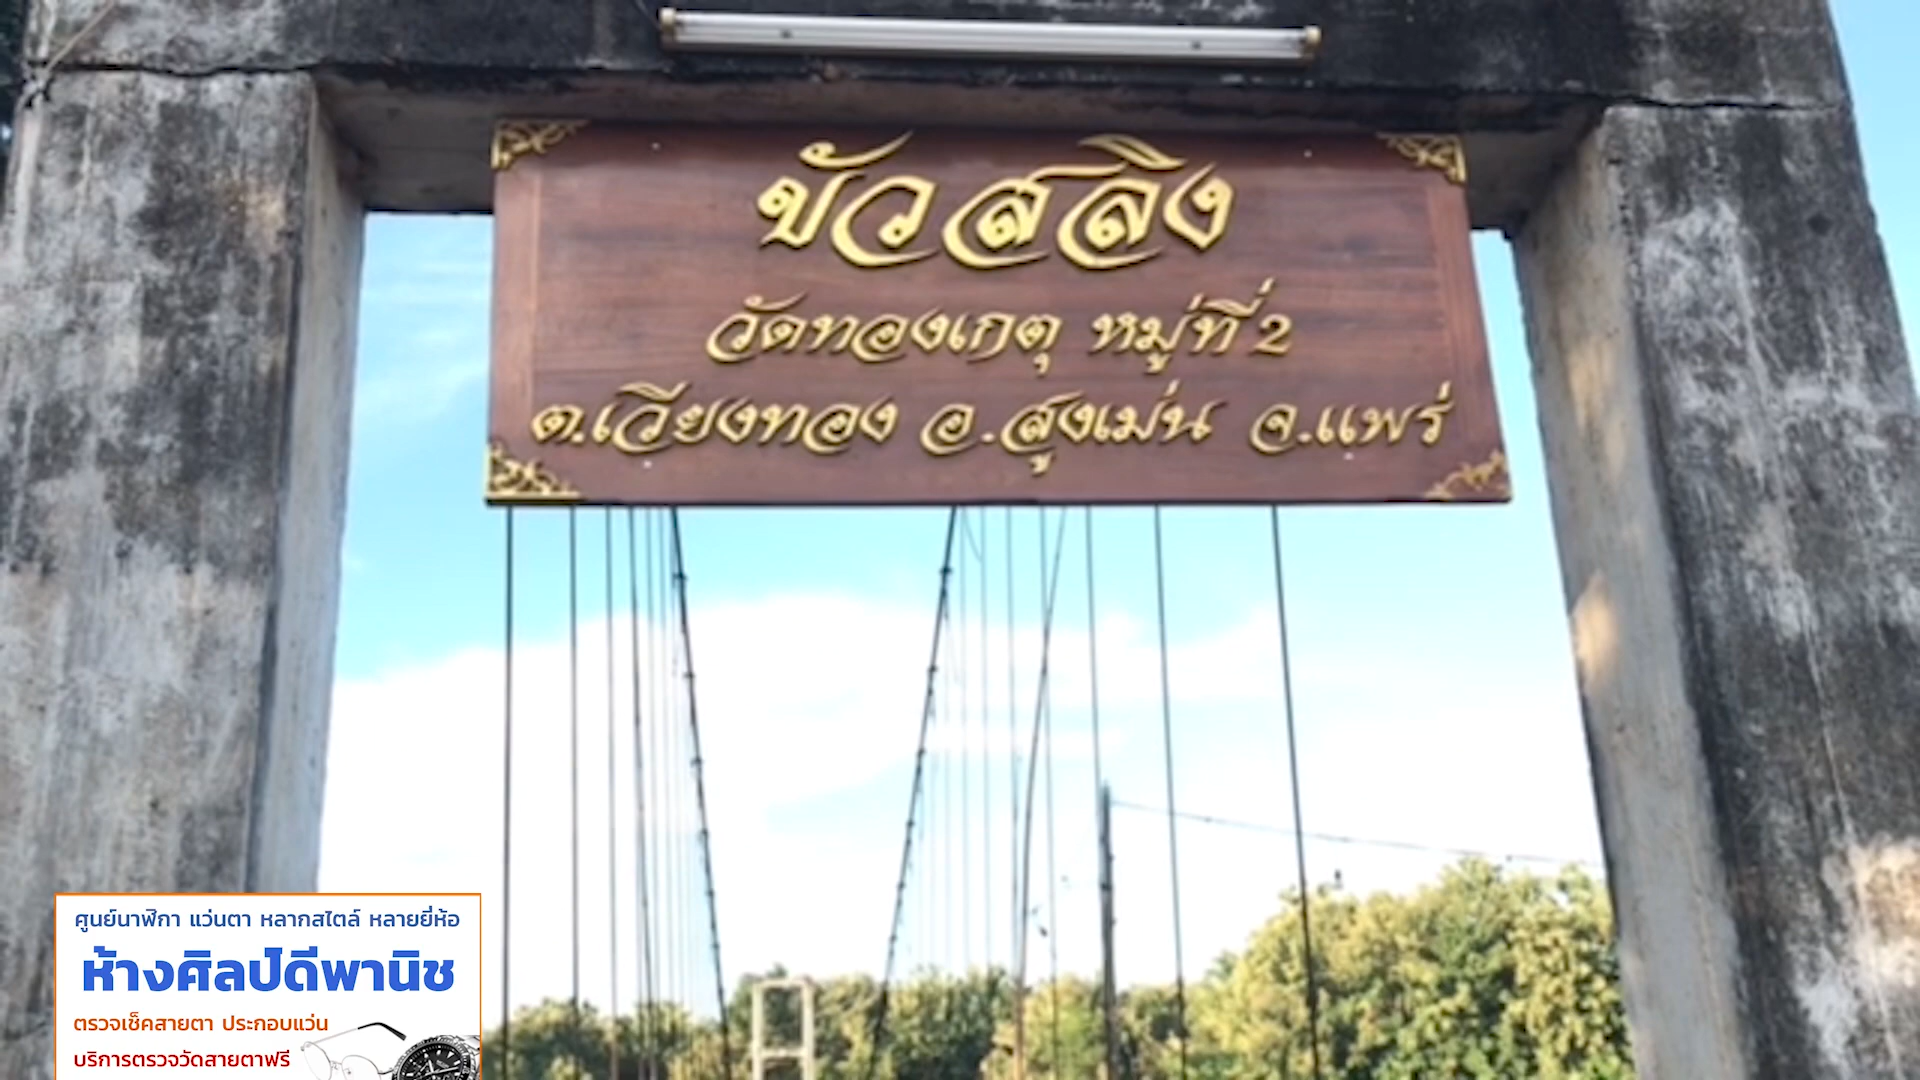 ขัวสลิง
วัดทองเกตุ หมู่ที่ 2
ต.เวียงทอง อ.สูงเม่น จ.แพร่
ศูนย์นาฬิกา แว่นตา หลากสไตล์ หลายยี่ห้อ
ห้างศิลป์ดีพานิช
ตรวจเช็คสายตา ประกอบแว่น
บริการตรวจวัดสายตาฟรี